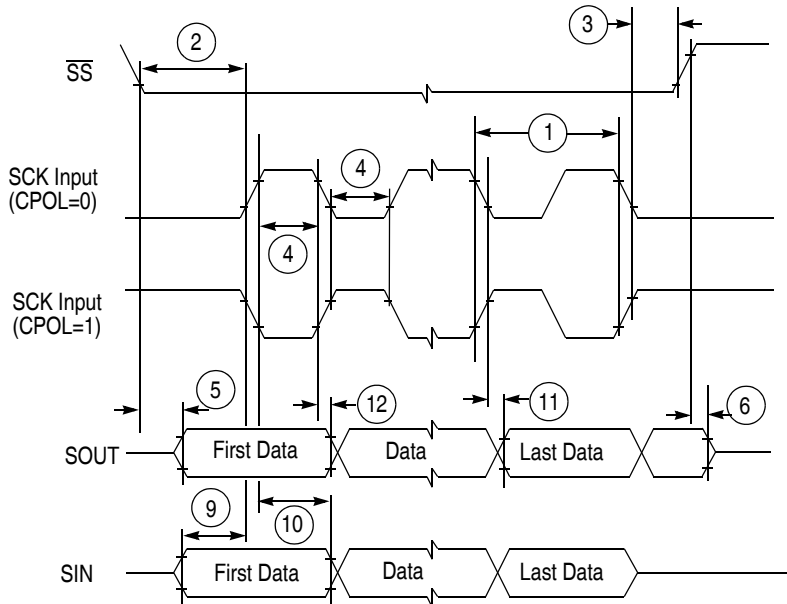 2
3
SS
1
SCK Input
(CPOL=0)
4
4
SCK Input
(CPOL=1)
5
12
11
6
SOUT
First Data
Data
Last Data
9
10
SIN
First Data
Data
Last Data